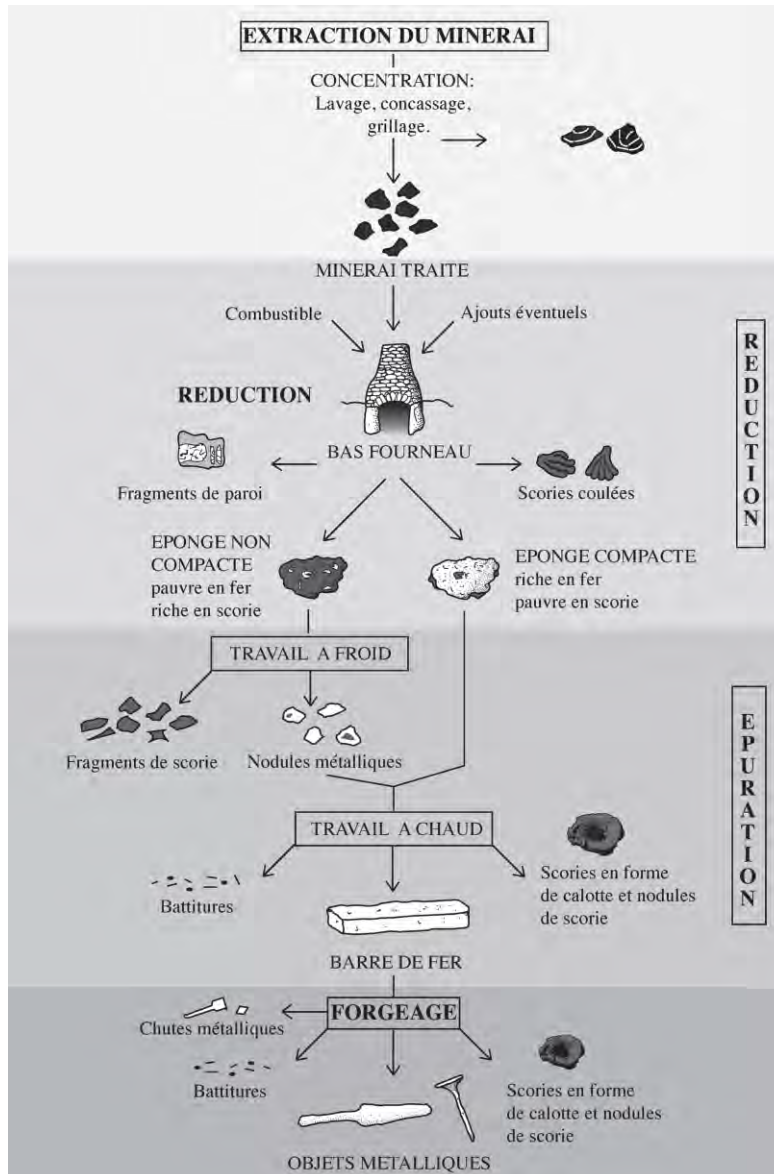 EXTRACTION DU MINERAI
CONCENTRATION:
Lavage, concassage,
grillage.
MINERAI TRAITE
Combustible
Ajouts éventuels
REDUCTION
BAS FOURNEAU
Fragments de paroi
Scories coulées
REDUCTION
EPONGE NON
COMPACTE
pauvre en fer
riche en scorie
EPONGE COMPACTE
riche en fer
pauvre en scorie
TRAVAIL A FROID
Fragments de scorie
Nodules métalliques
TRAVAIL A CHAUD
Battitures
Scories en forme
de calotte et nodules
de scorie
BARRE DE FER
EPURATION
FORGEAGE
Chutes métalliques
Battitures
Scories en forme
de calotte et nodules
de scorie
OBJETS METALLIQUES